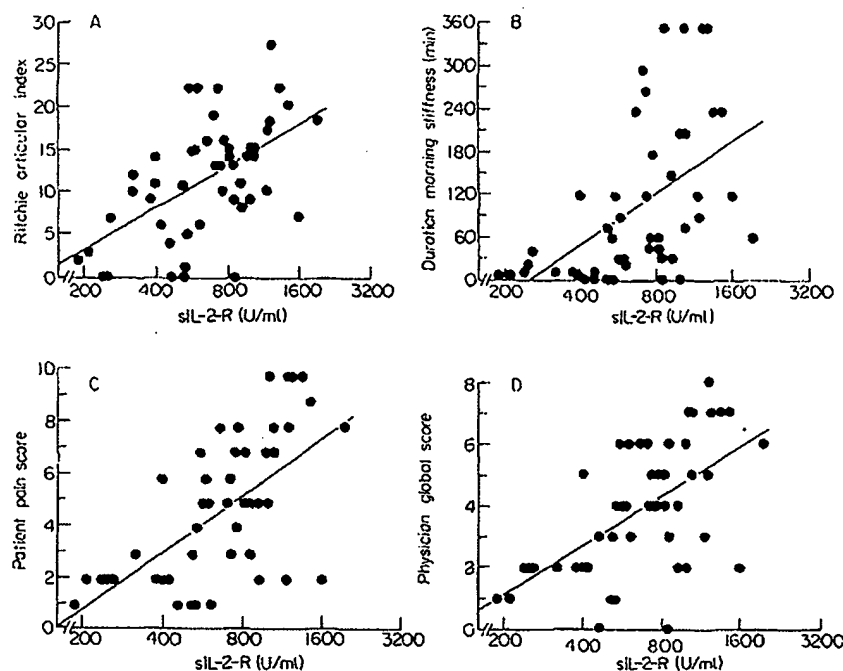 A
Ritchie articular index
30
25
20
15
10
5
0
200 400 800 1600 3200
sIL-2-R (U/ml)
B
Duration morning stiffness (min)
360
300
240
180
120
60
0
200 400 800 1600 3200
sIL-2-R (U/ml)
C
Patient pain score
10
8
6
4
2
0
200 400 800 1600 3200
sIL-2-R (U/ml)
D
Physician global score
8
6
4
2
0
200 400 800 1600 3200
sIL-2-R (U/ml)